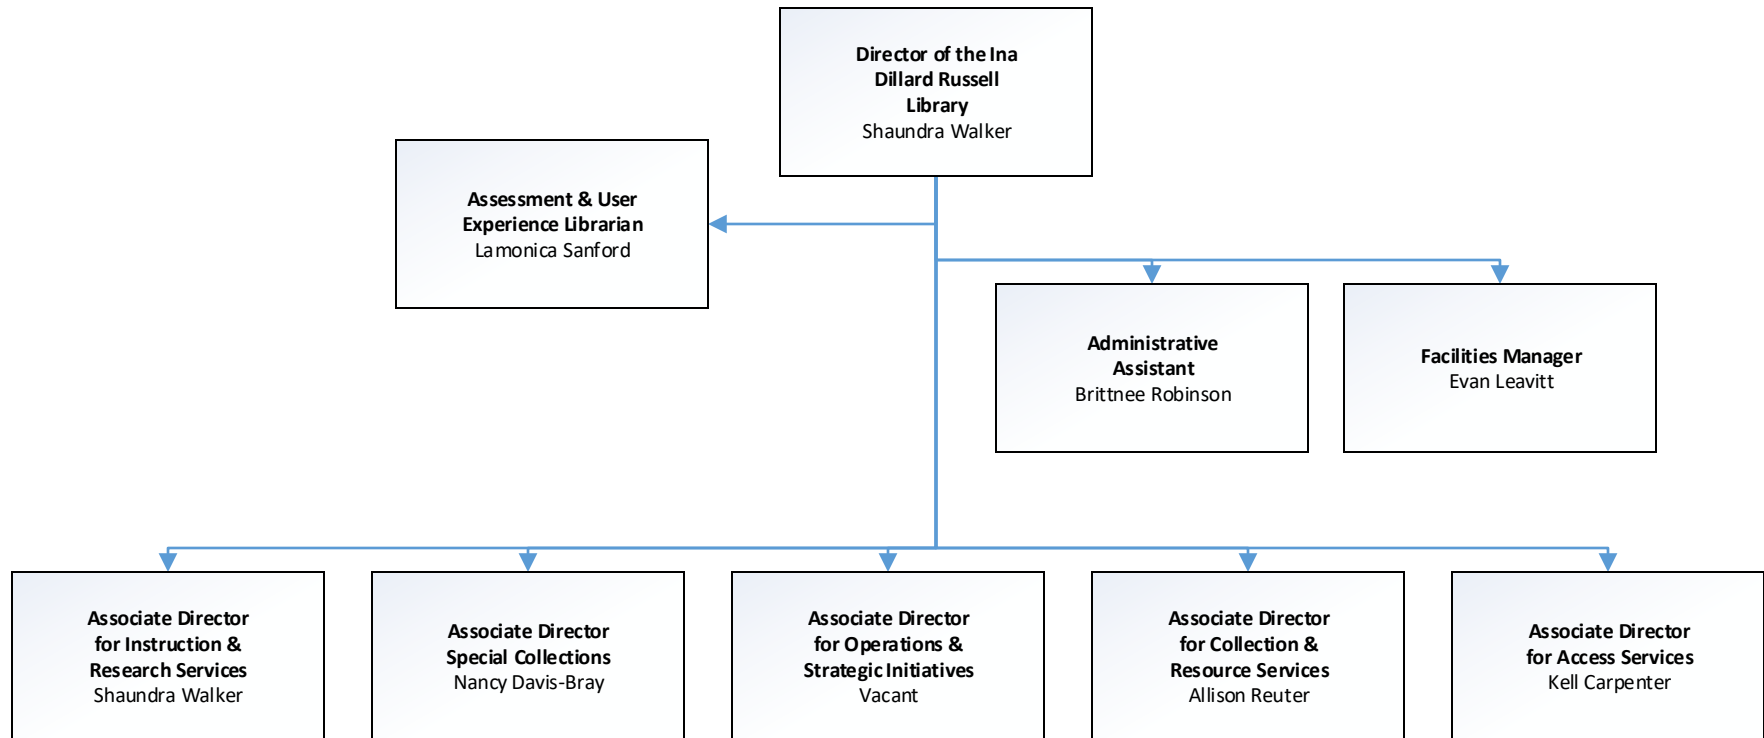 Director of the Ina
Dillard Russell
Library
Shaundra Walker
Assessment & User
Experience Librarian
Lamonica Sanford
Administrative
Assistant
Brittnee Robinson
Facilities Manager
Evan Leavitt
Associate Director
for Instruction &
Research Services
Shaundra Walker
Associate Director
Special Collections
Nancy Davis-Bray
Associate Director
for Operations &
Strategic Initiatives
Vacant
Associate Director
for Collection &
Resource Services
Allison Reuter
Associate Director
for Access Services
Kell Carpenter